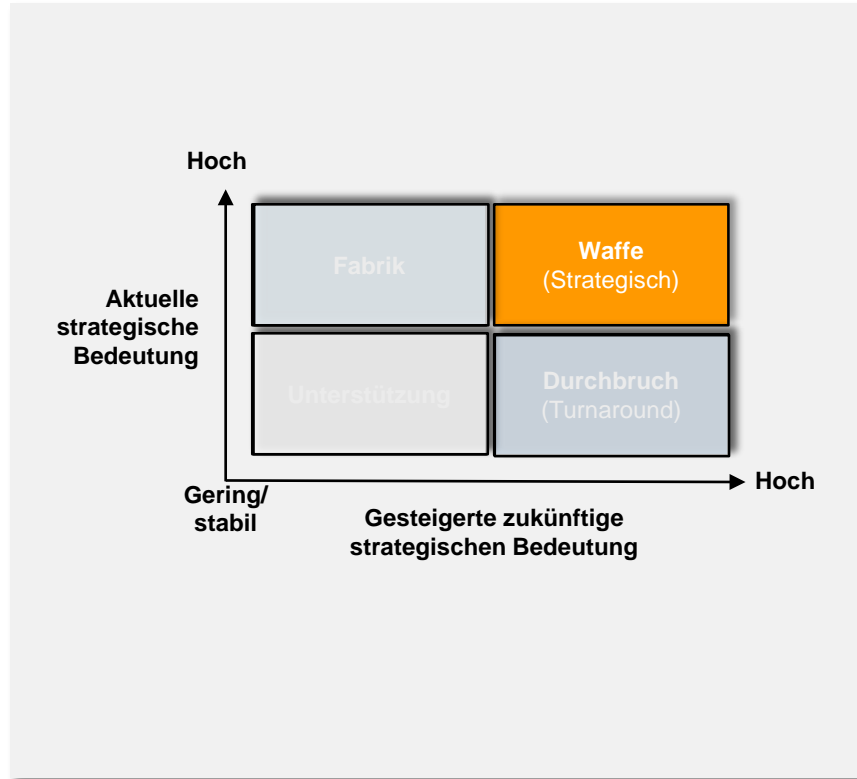 Hoch
Fabrik
Waffe
(Strategisch)
Aktuelle
strategische
Bedeutung
Unterstützung
Durchbruch
(Turnaround)
Gering/
stabil
Hoch
Gesteigerte zukünftige
strategischen Bedeutung